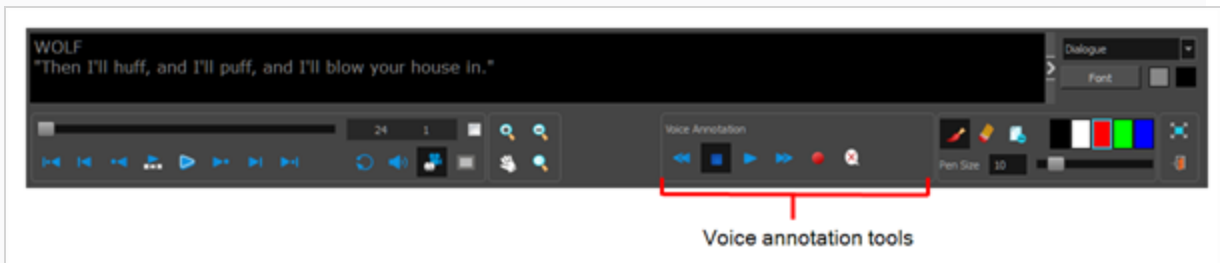 WOLF
"Then I'll huff, and I'll puff, and I'll blow your house in."
Dialogue
Font
24 1
Voice Annotation
Pen Size 10
Voice annotation tools